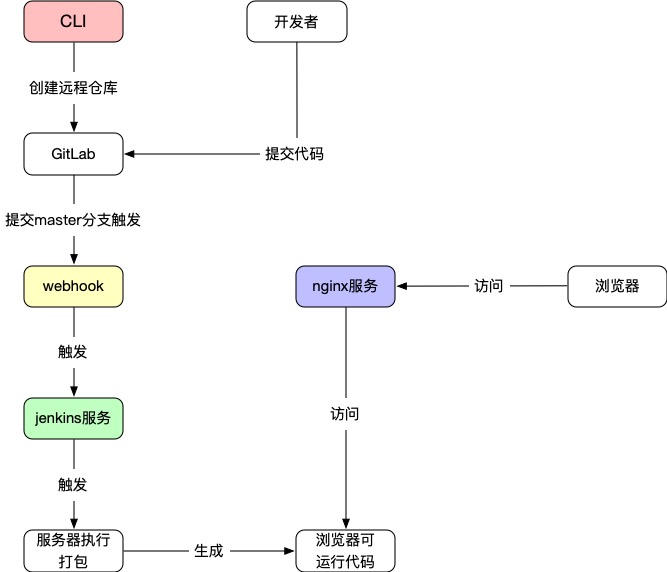 CLI
开发者
创建远程仓库
GitLab
提交代码
提交master分支触发
webhook
nginx服务
访问
浏览器
触发
jenkins服务
访问
触发
服务器执行
打包
生成
浏览器可
运行代码